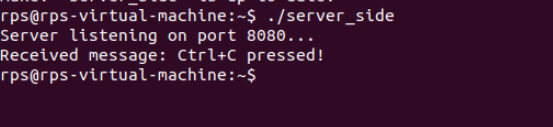 rps@rps-virtual-machine:~$ ./server_side
Server listening on port 8080...
Received message: Ctrl+C pressed!
rps@rps-virtual-machine:~$